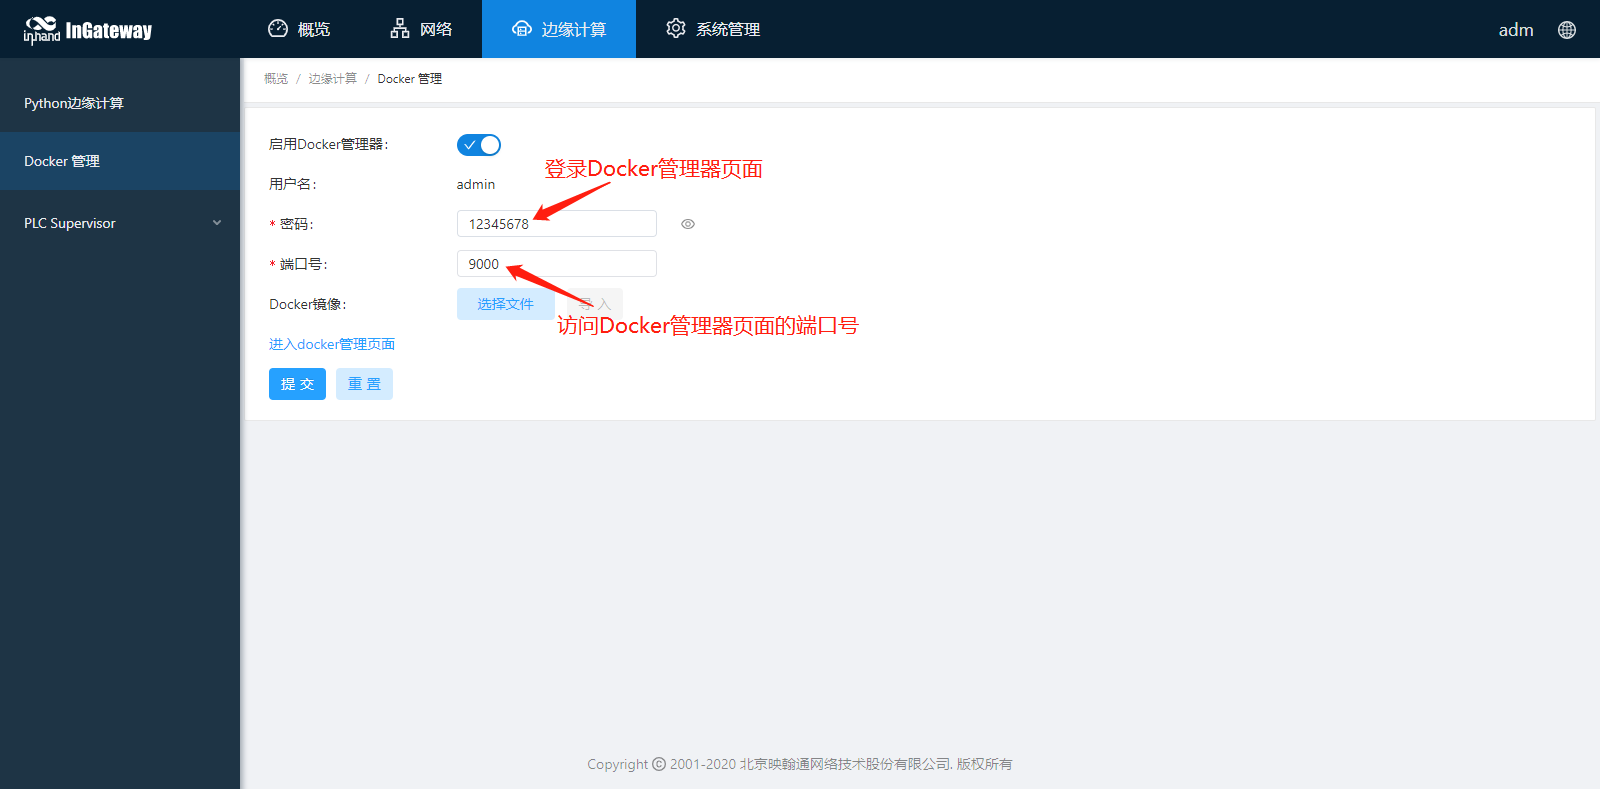 inhand InGateway
概览
网络
边缘计算
系统管理
adm
Python边缘计算
Docker 管理
PLC Supervisor
概览 / 边缘计算 / Docker 管理
启用Docker管理器：
登录Docker管理器页面
用户名： admin
* 密码： 12345678
* 端口号： 9000
Docker镜像： 选择文件 导 入
访问Docker管理器页面的端口号
进入docker管理页面
提 交 重 置
Copyright © 2001-2020 北京映翰通网络技术股份有限公司. 版权所有